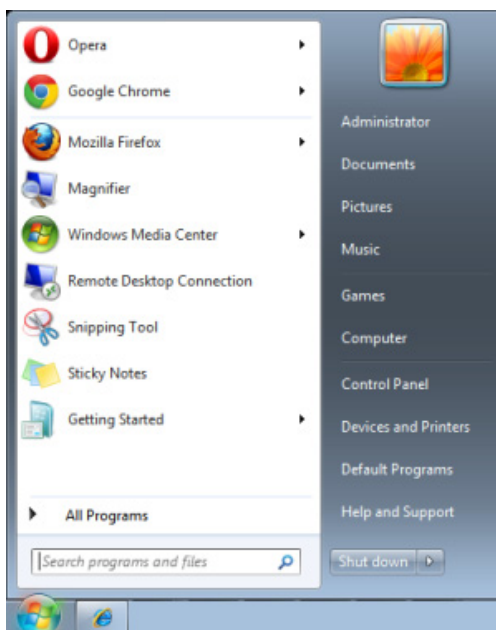 Opera
Google Chrome
Mozilla Firefox
Magnifier
Windows Media Center
Remote Desktop Connection
Snipping Tool
Sticky Notes
Getting Started
All Programs
Search programs and files
Administrator
Documents
Pictures
Music
Games
Computer
Control Panel
Devices and Printers
Default Programs
Help and Support
Shut down